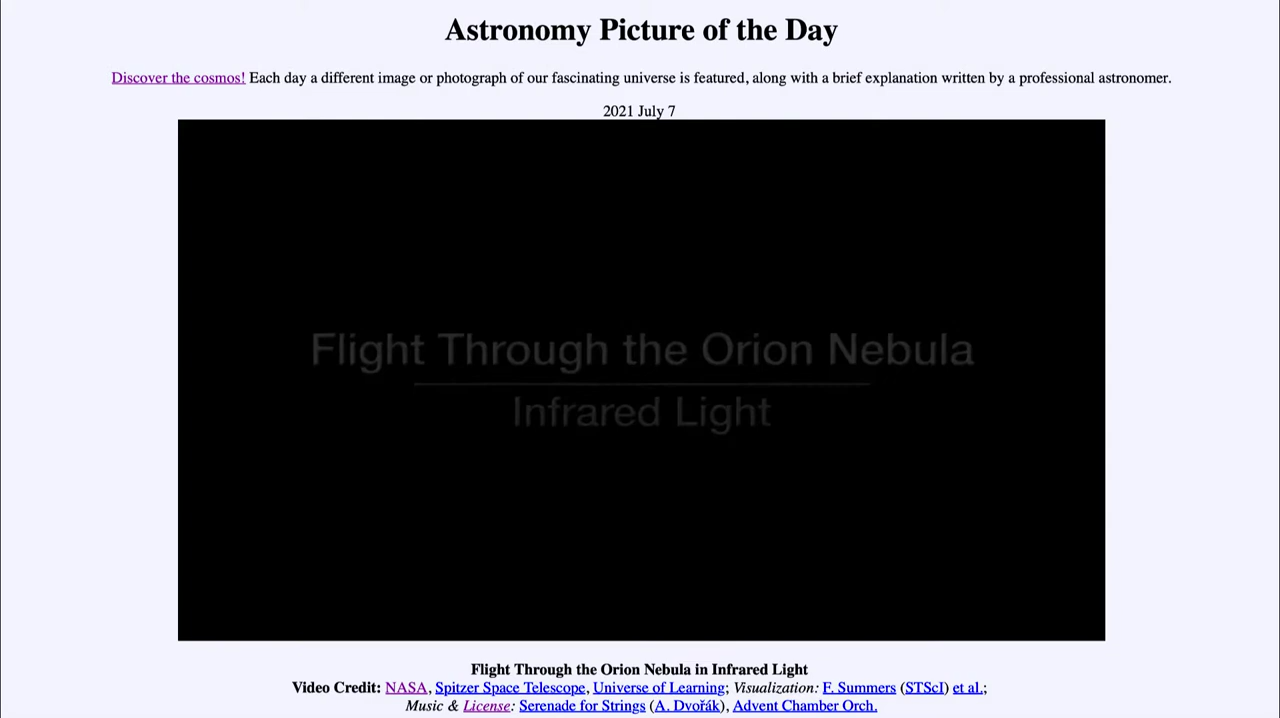 Astronomy Picture of the Day
Discover the cosmos! Each day a different image or photograph of our fascinating universe is featured, along with a brief explanation written by a professional astronomer.
2021 July 7
Flight Through the Orion Nebula
Infrared Light
Flight Through the Orion Nebula in Infrared Light
Video Credit: NASA, Spitzer Space Telescope, Universe of Learning; Visualization: F. Summers (STScI) et al.;
Music & License: Serenade for Strings (A. Dvořák), Advent Chamber Orch.